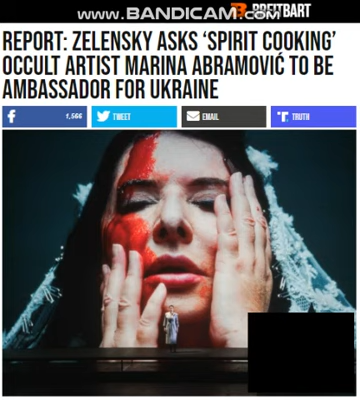 WWW.BANDICAM.COM
BREITBART
REPORT: ZELENSKY ASKS ‘SPIRIT COOKING’
OCCULT ARTIST MARINA ABRAMOVIĆ TO BE
AMBASSADOR FOR UKRAINE
f 1,566 TWEET EMAIL T TRUTH